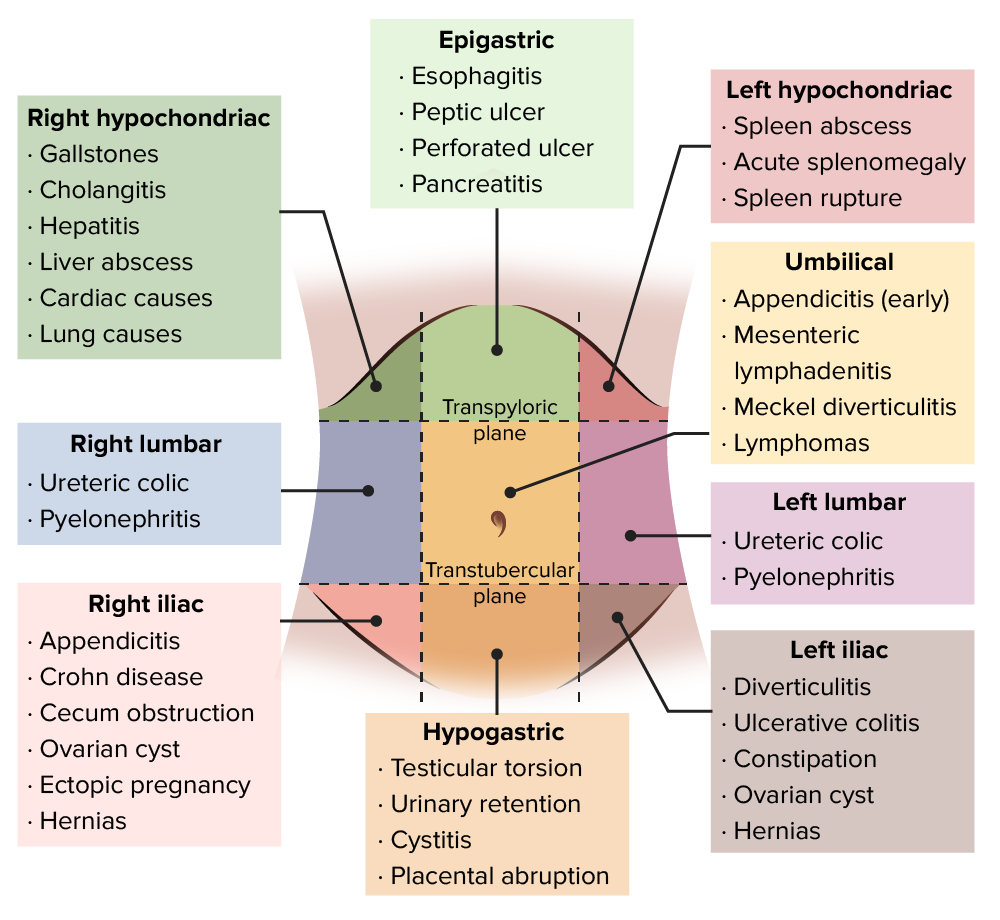 Epigastric
· Esophagitis
· Peptic ulcer
· Perforated ulcer
· Pancreatitis
Right hypochondriac
· Gallstones
· Cholangitis
· Hepatitis
· Liver abscess
· Cardiac causes
· Lung causes
Left hypochondriac
· Spleen abscess
· Acute splenomegaly
· Spleen rupture
Umbilical
· Appendicitis (early)
· Mesenteric
lymphadenitis
· Meckel diverticulitis
· Lymphomas
Transpyloric
plane
Right lumbar
· Ureteric colic
· Pyelonephritis
Left lumbar
· Ureteric colic
· Pyelonephritis
Transtubercular
plane
Right iliac
· Appendicitis
· Crohn disease
· Cecum obstruction
· Ovarian cyst
· Ectopic pregnancy
· Hernias
Hypogastric
· Testicular torsion
· Urinary retention
· Cystitis
· Placental abruption
Left iliac
· Diverticulitis
· Ulcerative colitis
· Constipation
· Ovarian cyst
· Hernias